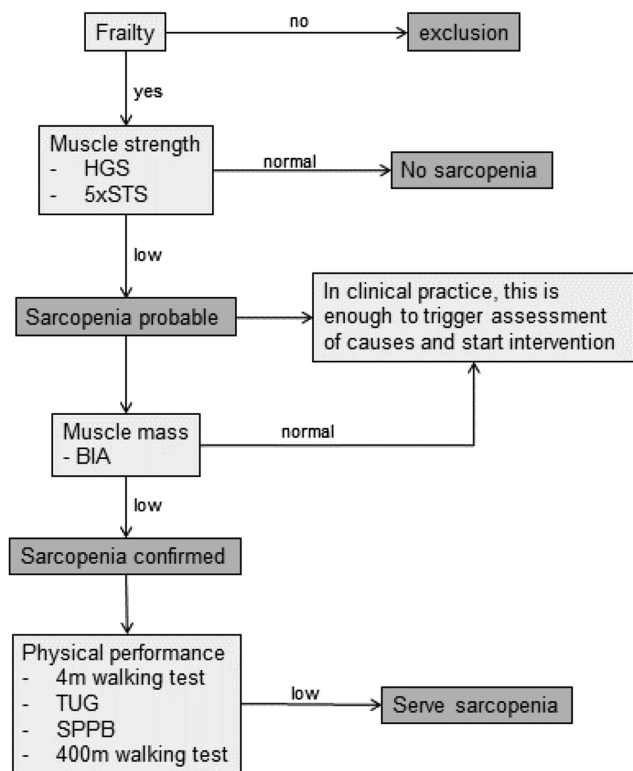 Frailty
no
exclusion
yes
Muscle strength
- HGS
- 5xSTS
normal
No sarcopenia
low
Sarcopenia probable
In clinical practice, this is
enough to trigger assessment
of causes and start intervention
Muscle mass
- BIA
normal
low
Sarcopenia confirmed
Physical performance
- 4m walking test
- TUG
- SPPB
- 400m walking test
low
Serve sarcopenia